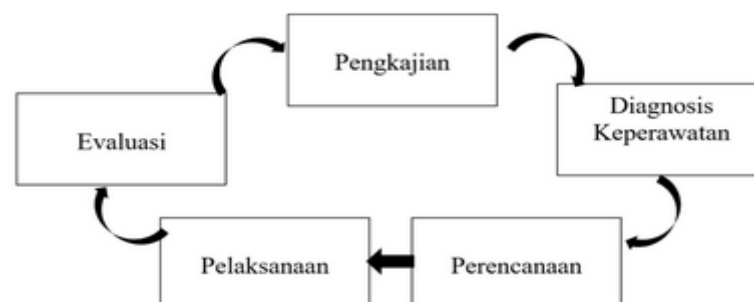 Pengkajian
Diagnosis
Keperawatan
Evaluasi
Pelaksanaan
Perencanaan